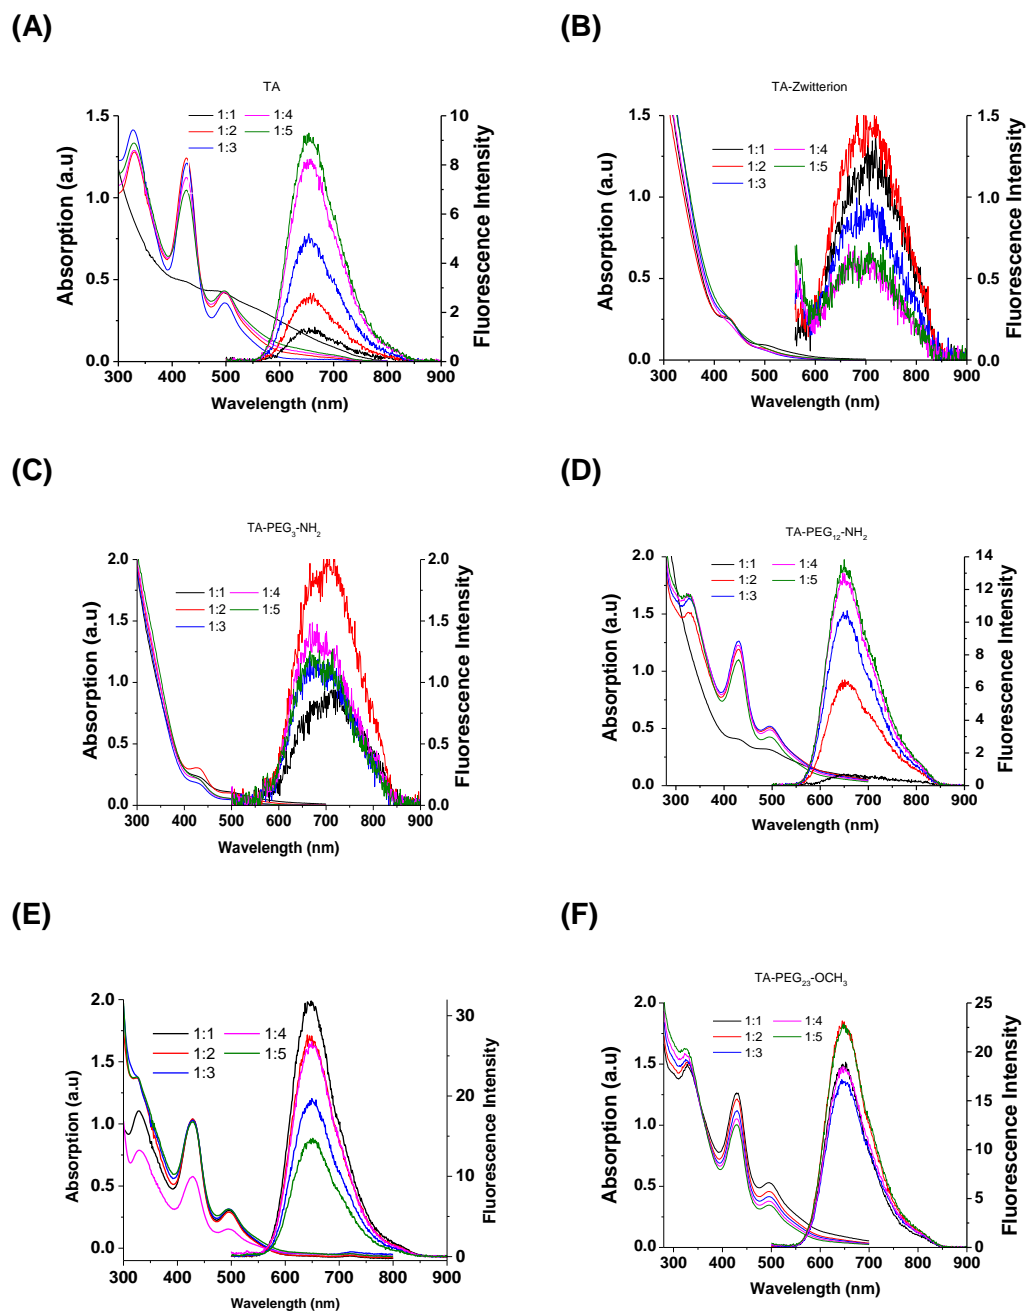 (A)
TA
1:1
1:2
1:3
1:4
1:5
Absorption (a.u)
Fluorescence Intensity
1.5
1.0
0.5
0.0
10
8
6
4
2
0
300 400 500 600 700 800 900
Wavelength (nm)
(B)
TA-Zwitterion
1:1
1:2
1:3
1:4
1:5
Absorption (a.u)
Fluorescence Intensity
1.5
1.0
0.5
0.0
1.5
1.0
0.5
0.0
300 400 500 600 700 800 900
Wavelength (nm)
(C)
TA-PEG3-NH2
1:1
1:2
1:3
1:4
1:5
Absorption (a.u)
Fluorescence Intensity
2.0
1.5
1.0
0.5
0.0
2.0
1.5
1.0
0.5
0.0
300 400 500 600 700 800 900
Wavelength (nm)
(D)
TA-PEG12-NH2
1:1
1:2
1:3
1:4
1:5
Absorption (a.u)
Fluorescence Intensity
2.0
1.5
1.0
0.5
0.0
14
12
10
8
6
4
2
0
300 400 500 600 700 800 900
Wavelength (nm)
(E)
1:1
1:2
1:3
1:4
1:5
Absorption (a.u)
Fluorescence Intensity
2.0
1.5
1.0
0.5
0.0
30
20
10
0
300 400 500 600 700 800 900
Wavelength (nm)
(F)
TA-PEG23-OCH3
1:1
1:2
1:3
1:4
1:5
Absorption (a.u)
Fluorescence Intensity
2.0
1.5
1.0
0.5
0.0
25
20
15
10
5
0
300 400 500 600 700 800 900
Wavelength (nm)